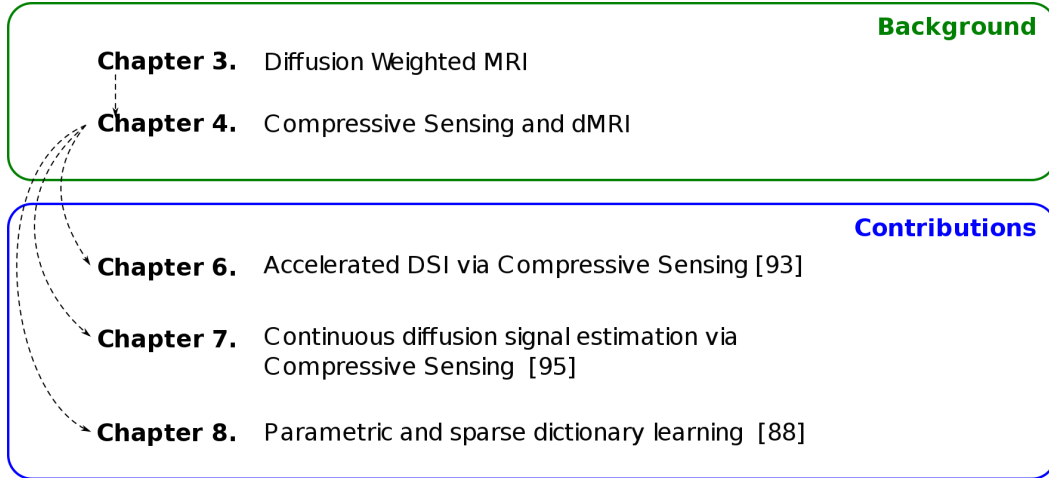 Background
Chapter 3. Diffusion Weighted MRI
Chapter 4. Compressive Sensing and dMRI
Contributions
Chapter 6. Accelerated DSI via Compressive Sensing [93]
Chapter 7. Continuous diffusion signal estimation via
Compressive Sensing [95]
Chapter 8. Parametric and sparse dictionary learning [88]